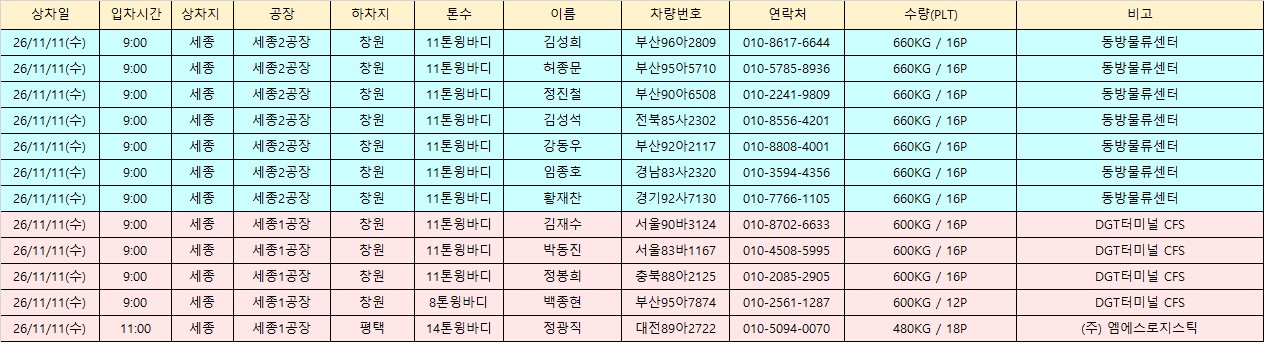 상차일 입차시간 상차지 공장 하차지 톤수 이름 차량번호 연락처 수량(PLT) 비고
26/11/11(수) 9:00 세종 세종2공장 창원 11톤윙바디 김성희 부산96아2809 010-8617-6644 660KG / 16P 동방물류센터
26/11/11(수) 9:00 세종 세종2공장 창원 11톤윙바디 허종문 부산95아5710 010-5785-8936 660KG / 16P 동방물류센터
26/11/11(수) 9:00 세종 세종2공장 창원 11톤윙바디 정진철 부산90아6508 010-2241-9809 660KG / 16P 동방물류센터
26/11/11(수) 9:00 세종 세종2공장 창원 11톤윙바디 김성석 전북85사2302 010-8556-4201 660KG / 16P 동방물류센터
26/11/11(수) 9:00 세종 세종2공장 창원 11톤윙바디 강동우 부산92아2117 010-8808-4001 660KG / 16P 동방물류센터
26/11/11(수) 9:00 세종 세종2공장 창원 11톤윙바디 임종호 경남83사2320 010-3594-4356 660KG / 16P 동방물류센터
26/11/11(수) 9:00 세종 세종2공장 창원 11톤윙바디 황재찬 경기92사7130 010-7766-1105 660KG / 16P 동방물류센터
26/11/11(수) 9:00 세종 세종1공장 창원 11톤윙바디 김재수 서울90바3124 010-8702-6633 600KG / 16P DGT터미널 CFS
26/11/11(수) 9:00 세종 세종1공장 창원 11톤윙바디 박동진 서울83바1167 010-4508-5995 600KG / 16P DGT터미널 CFS
26/11/11(수) 9:00 세종 세종1공장 창원 11톤윙바디 정봉희 충북88아2125 010-2085-2905 600KG / 16P DGT터미널 CFS
26/11/11(수) 9:00 세종 세종1공장 창원 8톤윙바디 백종현 부산95아7874 010-2561-1287 600KG / 12P DGT터미널 CFS
26/11/11(수) 11:00 세종 세종1공장 평택 14톤윙바디 정광직 대전89아2722 010-5094-0070 480KG / 18P (주) 엠에스로지스틱